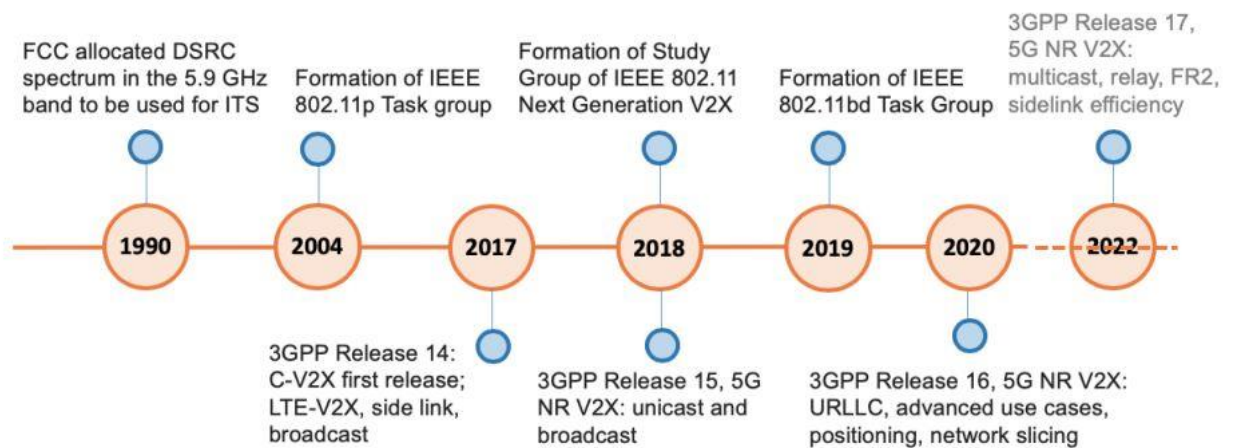 FCC allocated DSRC
spectrum in the 5.9 GHz
band to be used for ITS
Formation of IEEE
802.11p Task group
Formation of Study
Group of IEEE 802.11
Next Generation V2X
Formation of IEEE
802.11bd Task Group
3GPP Release 17,
5G NR V2X:
multicast, relay, FR2,
sidelink efficiency
1990
2004
2017
2018
2019
2020
2022
3GPP Release 14:
C-V2X first release;
LTE-V2X, side link,
broadcast
3GPP Release 15, 5G
NR V2X: unicast and
broadcast
3GPP Release 16, 5G NR V2X:
URLLC, advanced use cases,
positioning, network slicing